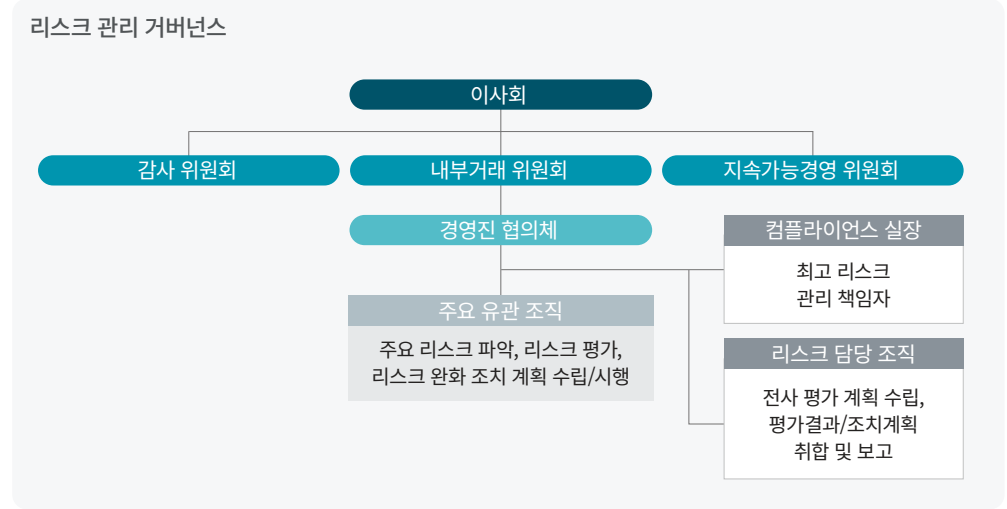 리스크 관리 거버넌스
이사회
감사 위원회
내부거래 위원회
지속가능경영 위원회
경영진 협의체
컴플라이언스 실장
최고 리스크
관리 책임자
주요 유관 조직
주요 리스크 파악, 리스크 평가,
리스크 완화 조치 계획 수립/시행
리스크 담당 조직
전사 평가 계획 수립,
평가결과/조치계획
취합 및 보고